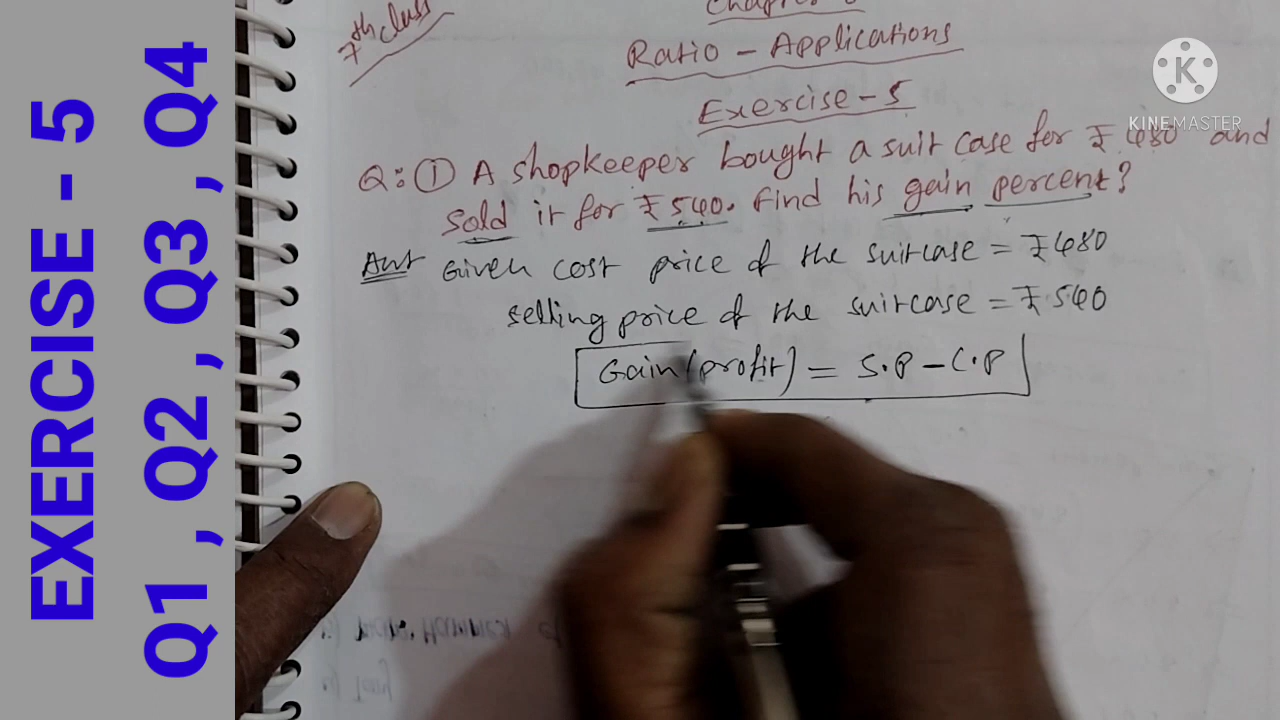 EXERCISE - 5
Q1 , Q2 , Q3 , Q4
7th class
Chapter
Ratio - Applications
Exercise - 5
Q:① A shopkeeper bought a suit case for ₹ 480 and
sold it for ₹ 540. Find his gain percent?
Ans Given cost price of the suitcase = ₹ 480
selling price of the suitcase = ₹ 540
Gain (profit) = S.P - C.P
K
KINEMASTER